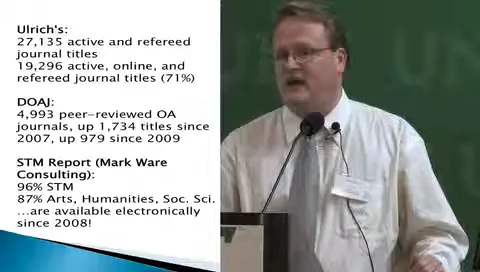 Ulrich's:
27,135 active and refereed
journal titles
19,296 active, online, and
refereed journal titles (71%)
DOAJ:
4,993 peer-reviewed OA
journals, up 1,734 titles since
2007, up 979 since 2009
STM Report (Mark Ware
Consulting):
96% STM
87% Arts, Humanities, Soc. Sci.
...are available electronically
since 2008!
UN
UN